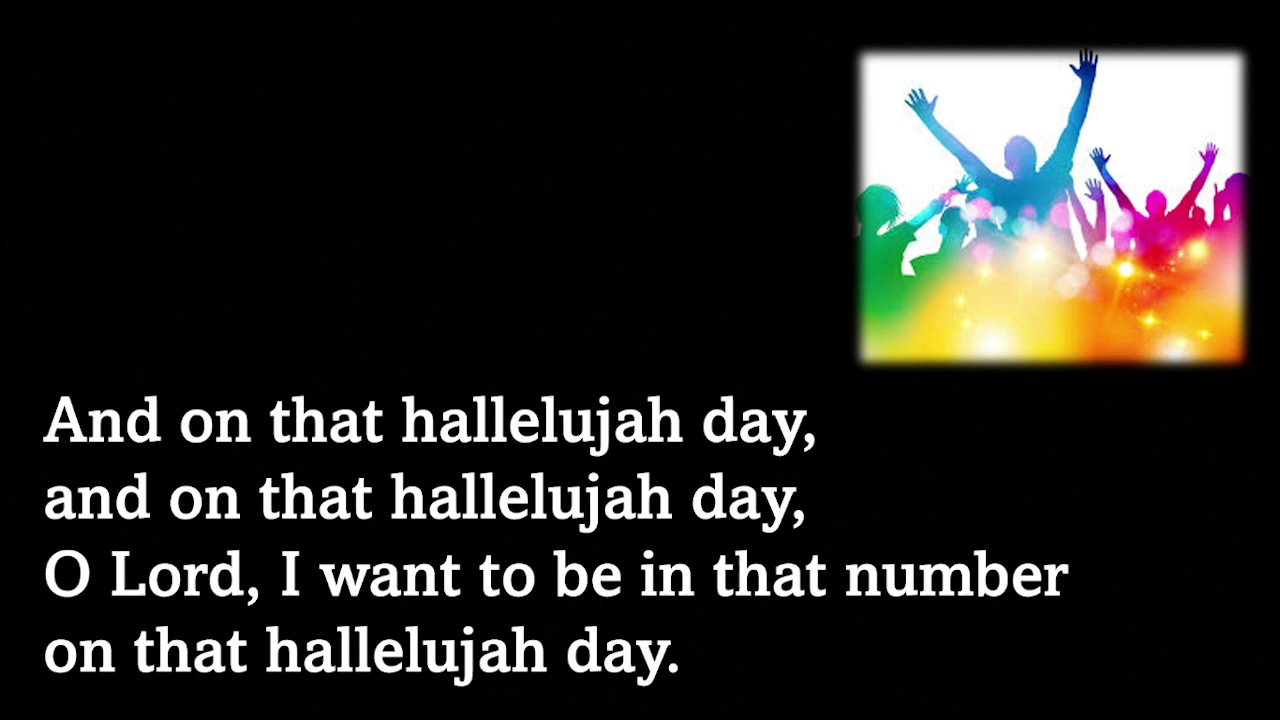 And on that hallelujah day,
and on that hallelujah day,
O Lord, I want to be in that number
on that hallelujah day.